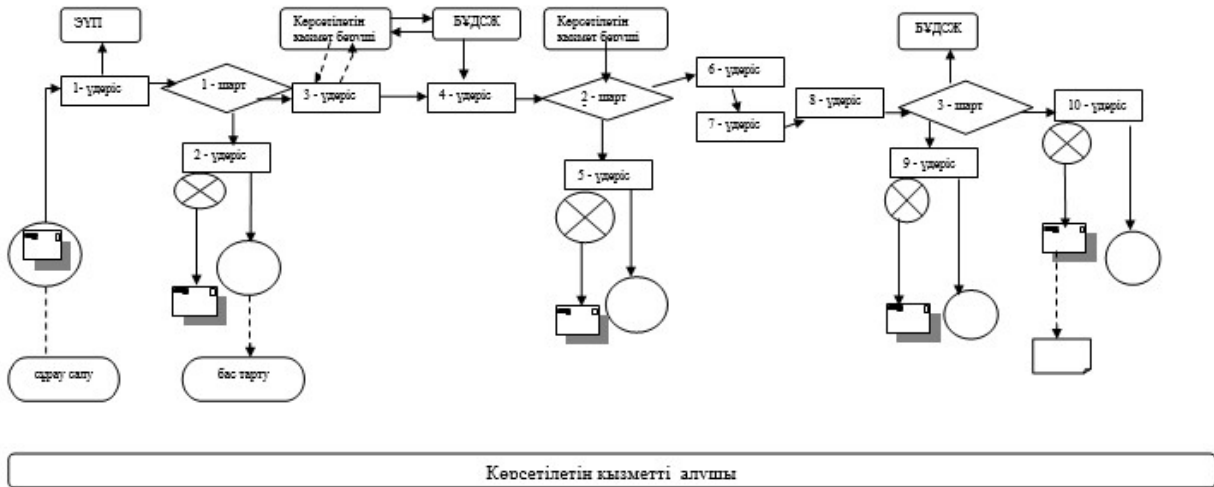 ЭҮП
Көрсетілетін
қызмет беруші
БҰДСЖ
Көрсетілетін
қызмет беруші
БҰДСЖ
1- үдеріс
1 - шарт
3 - үдеріс
4 - үдеріс
2 - шарт
6 - үдеріс
7 - үдеріс
8 - үдеріс
3 - шарт
10 - үдеріс
2 - үдеріс
5 - үдеріс
9 - үдеріс
сұрау салу
бас тарту
Көрсетілетін қызметті алушы